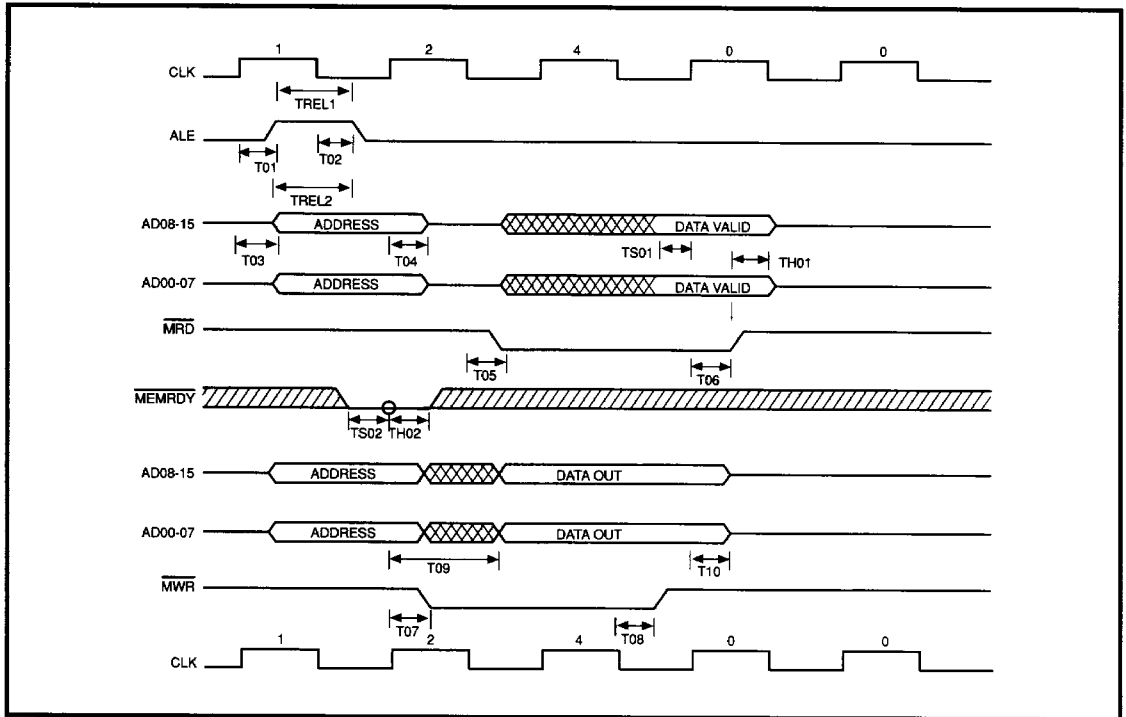 1 2 4 0 0
CLK
TREL1
ALE
T01 T02
TREL2
AD08-15 ADDRESS DATA VALID
T03 T04 TS01 TH01
AD00-07 ADDRESS DATA VALID
MRD
T05 T06
MEMRDY
TS02 TH02
AD08-15 ADDRESS DATA OUT
AD00-07 ADDRESS DATA OUT
T09 T10
MWR
T07 T08
1 2 4 0 0
CLK